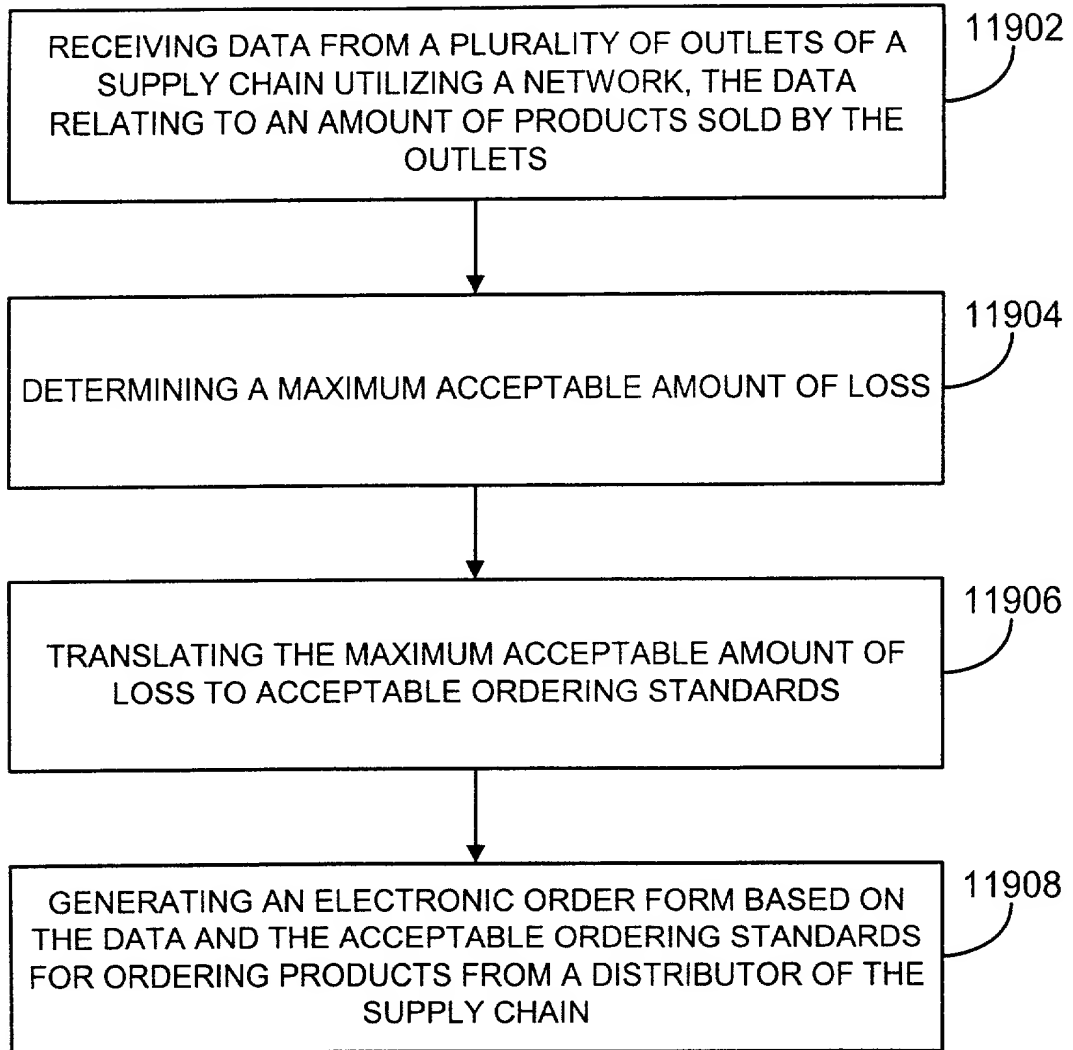 RECEIVING DATA FROM A PLURALITY OF OUTLETS OF A
SUPPLY CHAIN UTILIZING A NETWORK, THE DATA
RELATING TO AN AMOUNT OF PRODUCTS SOLD BY THE
OUTLETS
11902
DETERMINING A MAXIMUM ACCEPTABLE AMOUNT OF LOSS
11904
TRANSLATING THE MAXIMUM ACCEPTABLE AMOUNT OF
LOSS TO ACCEPTABLE ORDERING STANDARDS
11906
GENERATING AN ELECTRONIC ORDER FORM BASED ON
THE DATA AND THE ACCEPTABLE ORDERING STANDARDS
FOR ORDERING PRODUCTS FROM A DISTRIBUTOR OF THE
SUPPLY CHAIN
11908